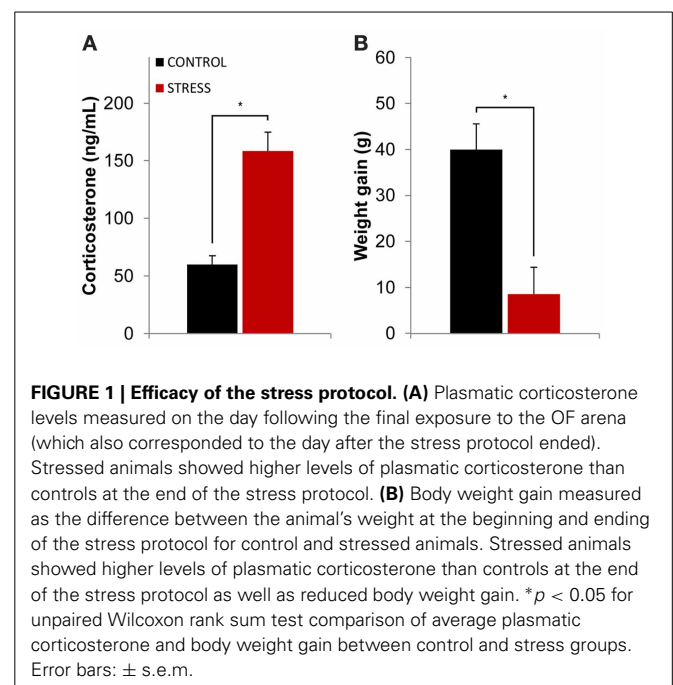 A
B
CONTROL
STRESS
*
*
Corticosterone (ng/mL)
200
150
100
50
0
Weight gain (g)
60
50
40
30
20
10
0
FIGURE 1 | Efficacy of the stress protocol. (A) Plasmatic corticosterone
levels measured on the day following the final exposure to the OF arena
(which also corresponded to the day after the stress protocol ended).
Stressed animals showed higher levels of plasmatic corticosterone than
controls at the end of the stress protocol. (B) Body weight gain measured
as the difference between the animal's weight at the beginning and ending
of the stress protocol for control and stressed animals. Stressed animals
showed higher levels of plasmatic corticosterone than controls at the end
of the stress protocol as well as reduced body weight gain. *p < 0.05 for
unpaired Wilcoxon rank sum test comparison of average plasmatic
corticosterone and body weight gain between control and stress groups.
Error bars: ± s.e.m.